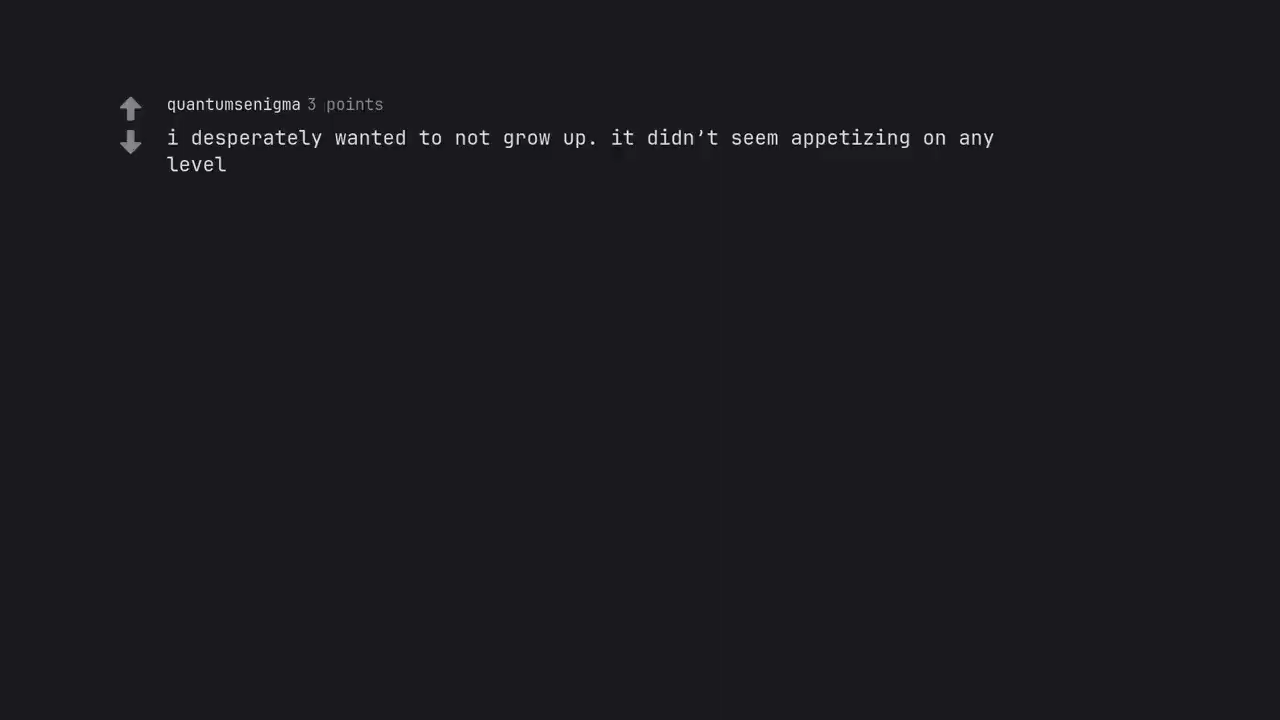 quantumsenigma 3 points
i desperately wanted to not grow up. it didn’t seem appetizing on any
level